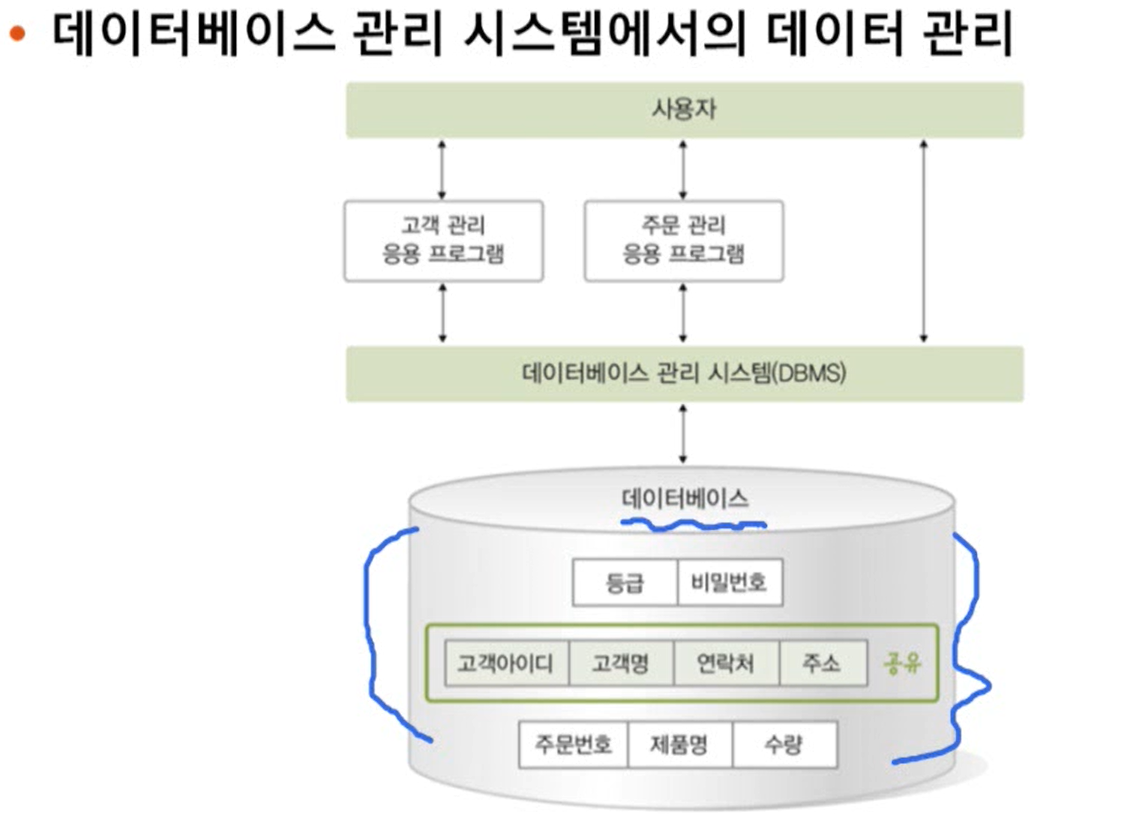 • 데이터베이스 관리 시스템에서의 데이터 관리
사용자
고객 관리
응용 프로그램
주문 관리
응용 프로그램
데이터베이스 관리 시스템(DBMS)
데이터베이스
등급 비밀번호
고객아이디 고객명 연락처 주소 공유
주문번호 제품명 수량